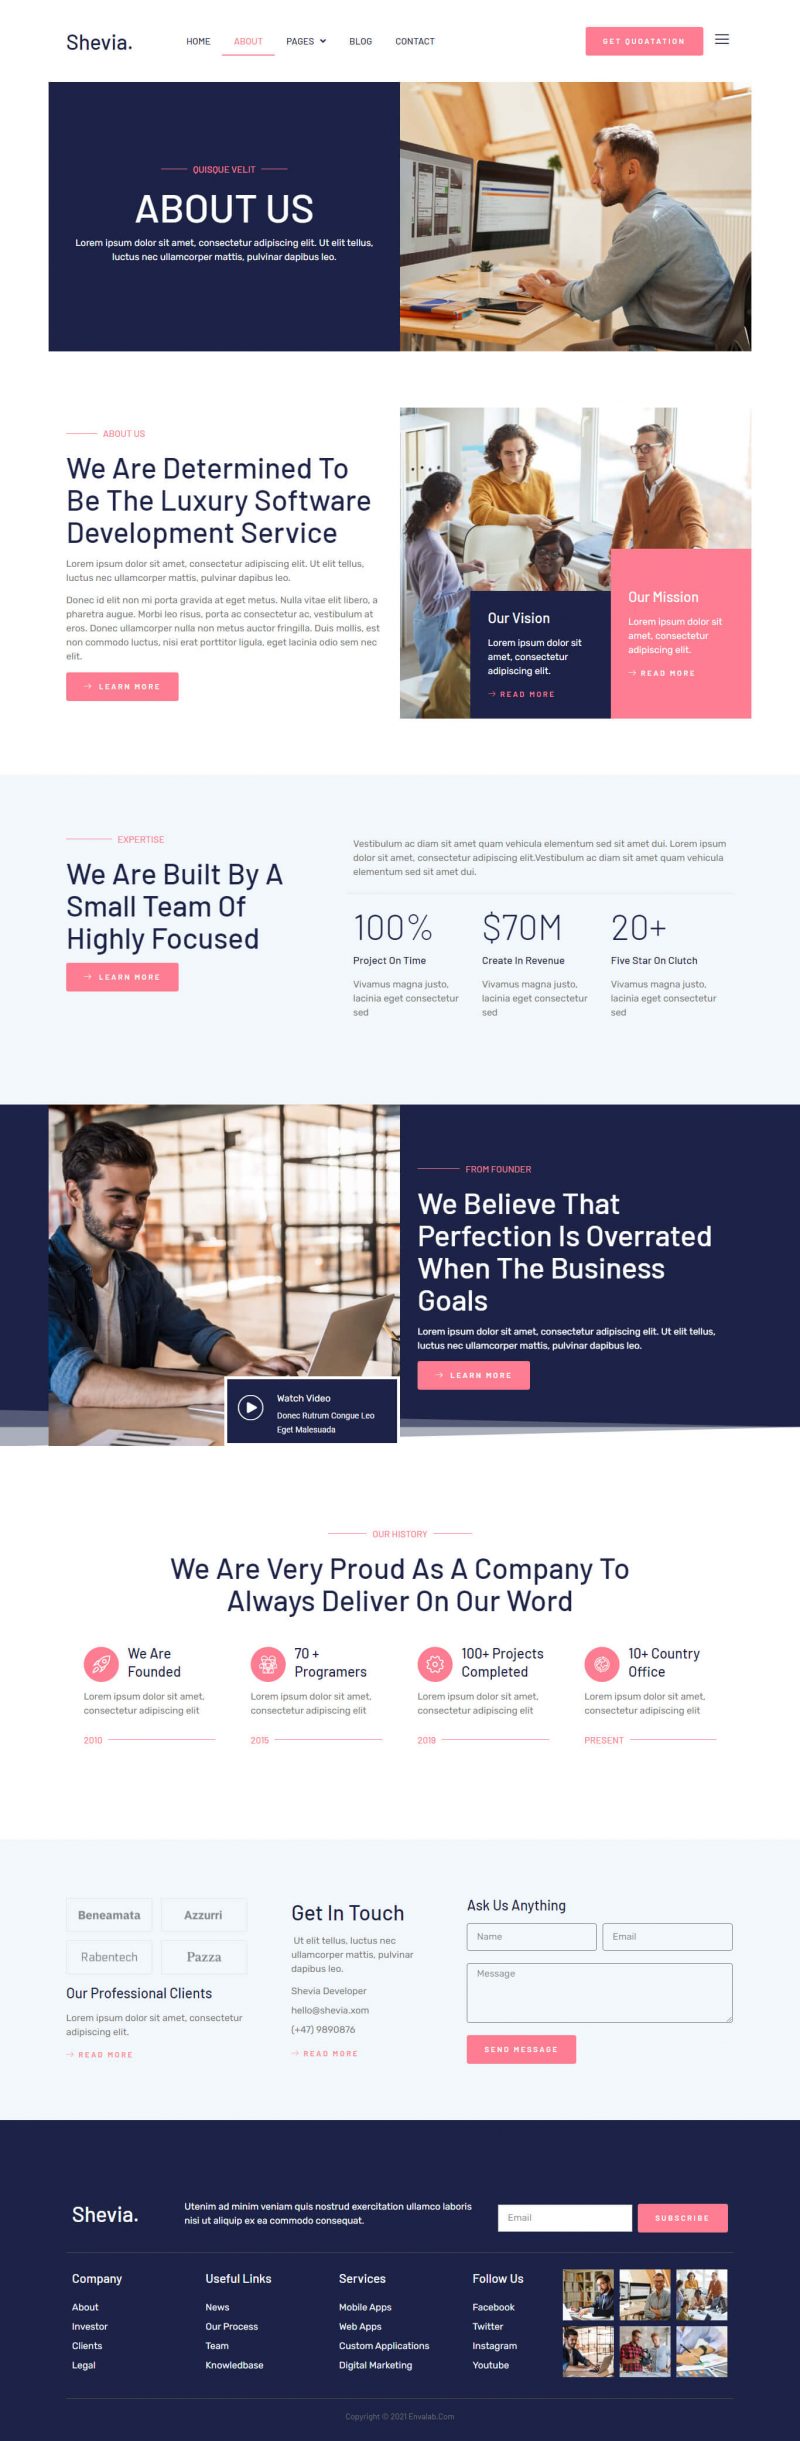 Shevia.
HOME
ABOUT
PAGES
BLOG
CONTACT
GET QUOATATION
QUISQUE VELIT
ABOUT US
Lorem ipsum dolor sit amet, consectetur adipiscing elit. Ut elit tellus,
luctus nec ullamcorper mattis, pulvinar dapibus leo.
ABOUT US
We Are Determined To
Be The Luxury Software
Development Service
Lorem ipsum dolor sit amet, consectetur adipiscing elit. Ut elit tellus,
luctus nec ullamcorper mattis, pulvinar dapibus leo.
Donec id elit non mi porta gravida at eget metus. Nulla vitae elit libero, a
pharetra augue. Morbi leo risus, porta ac consectetur ac, vestibulum at
eros. Donec ullamcorper nulla non metus auctor fringilla. Duis mollis, est
non commodo luctus, nisi erat porttitor ligula, eget lacinia odio sem nec
elit.
LEARN MORE
Our Vision
Lorem ipsum dolor sit
amet, consectetur
adipiscing elit.
READ MORE
Our Mission
Lorem ipsum dolor sit
amet, consectetur
adipiscing elit.
READ MORE
EXPERTISE
We Are Built By A
Small Team Of
Highly Focused
LEARN MORE
Vestibulum ac diam sit amet quam vehicula elementum sed sit amet dui. Lorem ipsum
dolor sit amet, consectetur adipiscing elit.Vestibulum ac diam sit amet quam vehicula
elementum sed sit amet dui.
100%
Project On Time
Vivamus magna justo,
lacinia eget consectetur
sed
$70M
Create In Revenue
Vivamus magna justo,
lacinia eget consectetur
sed
20+
Five Star On Clutch
Vivamus magna justo,
lacinia eget consectetur
sed
Watch Video
Donec Rutrum Congue Leo
Eget Malesuada
FROM FOUNDER
We Believe That
Perfection Is Overrated
When The Business
Goals
Lorem ipsum dolor sit amet, consectetur adipiscing elit. Ut elit tellus,
luctus nec ullamcorper mattis, pulvinar dapibus leo.
LEARN MORE
OUR HISTORY
We Are Very Proud As A Company To
Always Deliver On Our Word
We Are
Founded
Lorem ipsum dolor sit amet,
consectetur adipiscing elit
2010
70 +
Programers
Lorem ipsum dolor sit amet,
consectetur adipiscing elit
2015
100+ Projects
Completed
Lorem ipsum dolor sit amet,
consectetur adipiscing elit
2019
10+ Country
Office
Lorem ipsum dolor sit amet,
consectetur adipiscing elit
PRESENT
Beneamata
Azzurri
Rabentech
Pazza
Our Professional Clients
Lorem ipsum dolor sit amet, consectetur
adipiscing elit.
READ MORE
Get In Touch
Ut elit tellus, luctus nec
ullamcorper mattis, pulvinar
dapibus leo.
Shevia Developer
hello@shevia.xom
(+47) 9890876
READ MORE
Ask Us Anything
Name
Email
Message
SEND MESSAGE
Shevia.
Utenim ad minim veniam quis nostrud exercitation ullamco laboris
nisi ut aliquip ex ea commodo consequat.
Email
SUBSCRIBE
Company
About
Investor
Clients
Legal
Useful Links
News
Our Process
Team
Knowledbase
Services
Mobile Apps
Web Apps
Custom Applications
Digital Marketing
Follow Us
Facebook
Twitter
Instagram
Youtube
Copyright © 2021 Envalab.Com